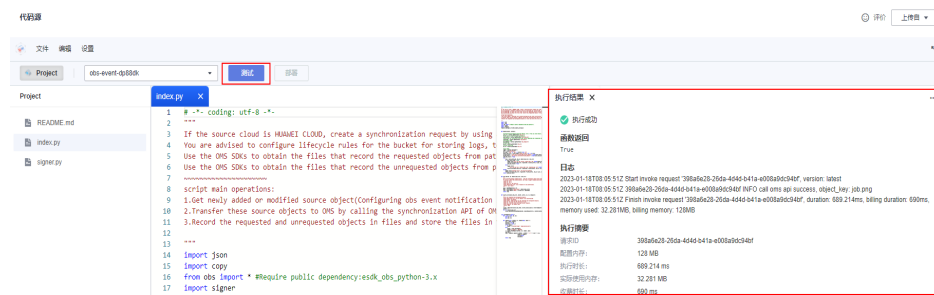 代码源
评价
上传自
文件 编辑 设置
Project
obs-event-dp88dk
测试
部署
Project
README.md
index.py
signer.py
index.py
1 # -*- coding: utf-8 -*-
2 """
3 If the source cloud is HUAWEI CLOUD, create a synchronization request by using
4 You are advised to configure lifecycle rules for the bucket for storing logs, t
5 Use the OMS SDKs to obtain the files that record the requested objects from pat
6 Use the OMS SDKs to obtain the files that record the unrequested objects from p
7 ~~~~~~~~~~~~~~~~~~~~~
8 script main operations:
9 1.Get newly added or modified source object(Configuring obs event notification
10 2.Transfer these source objects to OMS by calling the synchronization API of OM
11 3.Record the requested and unrequested objects in files and store the files in
12
13 """
14 import json
15 import copy
16 from obs import * #Require public dependency:esdk_obs_python-3.x
17 import signer
执行结果
执行成功
函数返回
True
日志
2023-01-18T08:05:51Z Start invoke request '398a6e28-26da-4d4d-b41a-e008a9dc94bf', version: latest
2023-01-18T08:05:51Z 398a6e28-26da-4d4d-b41a-e008a9dc94bf INFO call oms api success, object_key: job.png
2023-01-18T08:05:51Z Finish invoke request '398a6e28-26da-4d4d-b41a-e008a9dc94bf', duration: 689.214ms, billing duration: 690ms,
memory used: 32.281MB, billing memory: 128MB
执行摘要
请求ID 398a6e28-26da-4d4d-b41a-e008a9dc94bf
配置内存: 128 MB
执行时长: 689.214 ms
实际使用内存: 32.281 MB
收费时长: 690 ms